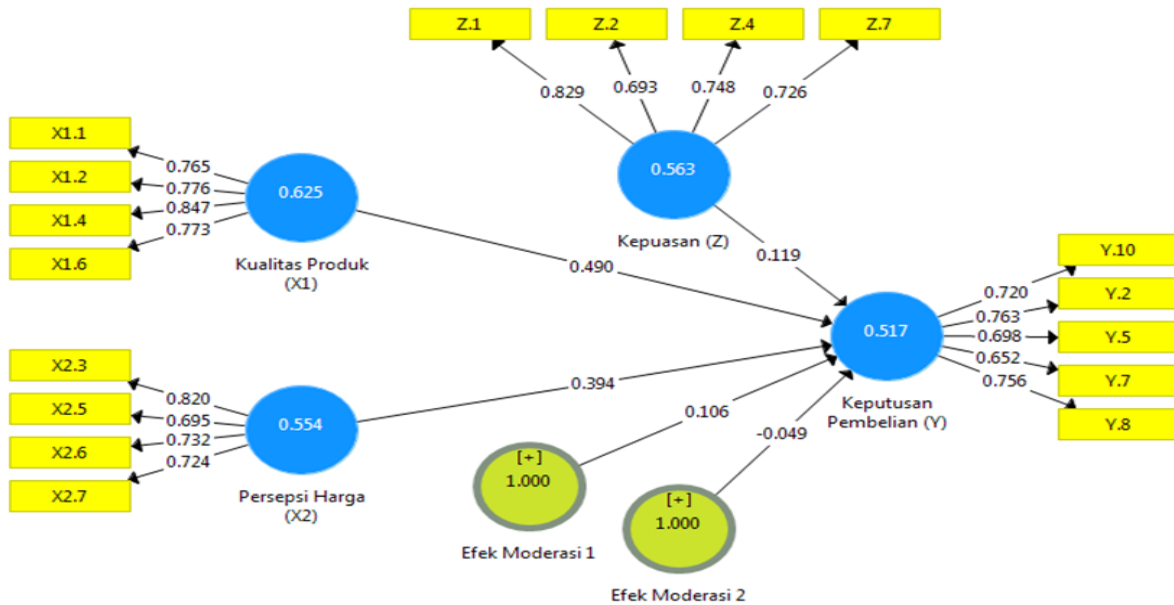 Z.1
Z.2
Z.4
Z.7
0.829
0.693
0.748
0.726
0.563
Kepuasan (Z)
0.119
X1.1
X1.2
X1.4
X1.6
0.765
0.776
0.847
0.773
0.625
Kualitas Produk
(X1)
0.490
X2.3
X2.5
X2.6
X2.7
0.820
0.695
0.732
0.724
0.554
Persepsi Harga
(X2)
0.394
[+]
1.000
Efek Moderasi 1
0.106
[+]
1.000
Efek Moderasi 2
-0.049
0.517
Keputusan
Pembelian (Y)
0.720
0.763
0.698
0.652
0.756
Y.10
Y.2
Y.5
Y.7
Y.8